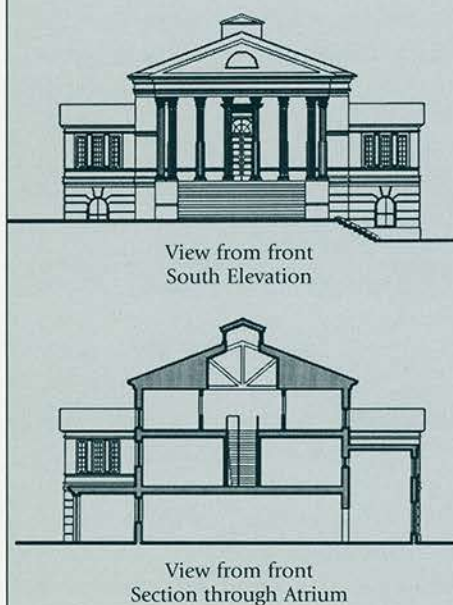 View from front
South Elevation
View from front
Section through Atrium